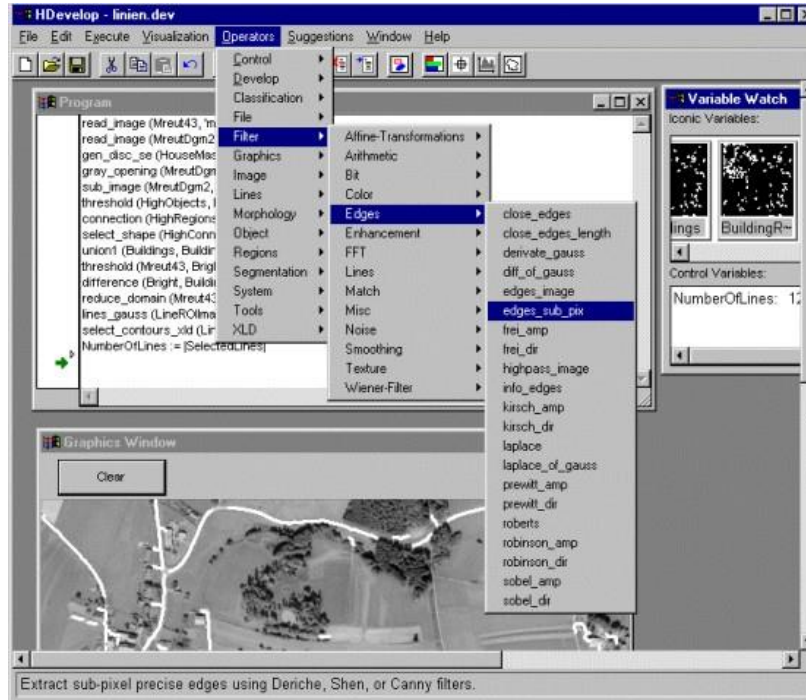 HDevelop - linien.dev
File Edit Execute Visualization Operators Suggestions Window Help
Program
read_image (Mreut43, 'm
read_image (MreutDgm2
gen_disc_se (HouseMas
gray_opening (MreutDgm
sub_image (MreutDgm2,
threshold (HighObjects,
connection (HighRegions
select_shape (HighConn
union1 (Buildings, Buildin
threshold (Mreut43, Brigh
difference (Bright, Buildi
reduce_domain (Mreut43
lines_gauss (LineROIIma
select_contours_xld (Lin
NumberOfLines := |SelectedLines|
Control
Develop
Classification
File
Filter
Graphics
Image
Lines
Morphology
Object
Regions
Segmentation
System
Tools
XLD
Affine-Transformations
Arithmetic
Bit
Color
Edges
Enhancement
FFT
Lines
Match
Misc
Noise
Smoothing
Texture
Wiener-Filter
close_edges
close_edges_length
derivate_gauss
diff_of_gauss
edges_image
edges_sub_pix
frei_amp
frei_dir
highpass_image
info_edges
kirsch_amp
kirsch_dir
laplace
laplace_of_gauss
prewitt_amp
prewitt_dir
roberts
robinson_amp
robinson_dir
sobel_amp
sobel_dir
Variable Watch
Iconic Variables:
lings BuildingR~
Control Variables:
NumberOfLines: 12
Graphics Window
Clear
Extract sub-pixel precise edges using Deriche, Shen, or Canny filters.